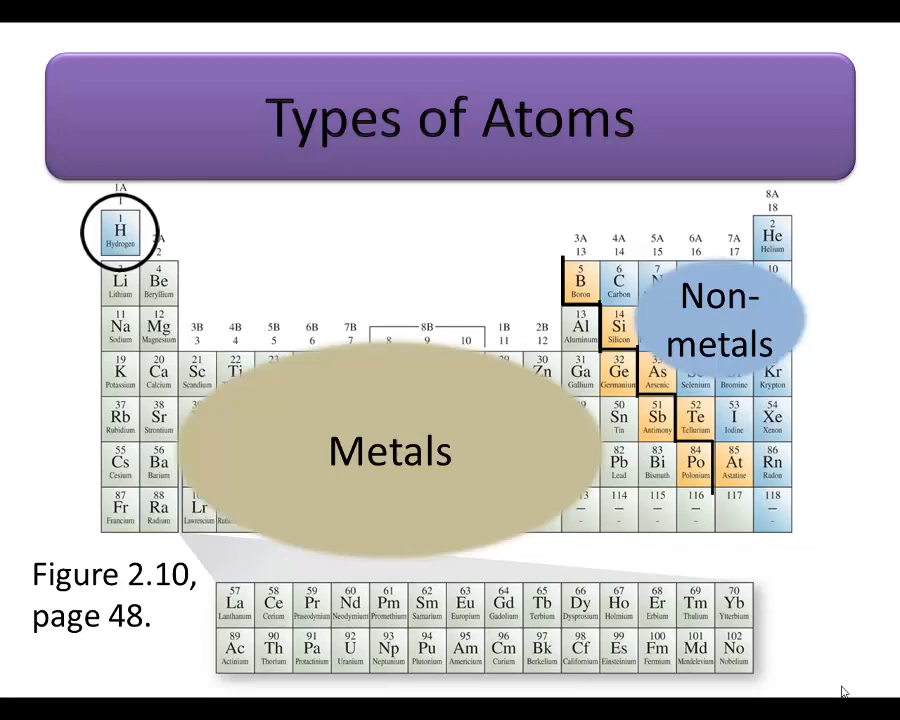 Types of Atoms
1A
1
8A
18
1
H
Hydrogen
2A
2
3A 4A 5A 6A 7A
13 14 15 16 17
2
He
Helium
3 4 5 6 7 10
Li Be B C N
Lithium Beryllium Boron Carbon
Non-
metals
11 12 13 14
Na Mg Al Si
Sodium Magnesium Aluminum Silicon
3B 4B 5B 6B 7B 8B 1B 2B
3 4 5 6 7 8 9 10 11 12
19 20 21 22 30 31 32
K Ca Sc Zn Ga Ge As Kr
Potassium Calcium Scandium Zinc Gallium Germanium Arsenic Selenium Bromine Krypton
37 38 50 51 52 53 54
Rb Sr Sn Sb Te I Xe
Rubidium Strontium Tin Antimony Tellurium Iodine Xenon
Metals
55 56 82 83 84 85 86
Cs Ba Pb Bi Po At Rn
Cesium Barium Lead Bismuth Polonium Astatine Radon
87 88 114 115 116 117 118
Fr Ra Lr – – – –
Francium Radium Lawrencium - - - -
Figure 2.10,
page 48.
57 58 59 60 61 62 63 64 65 66 67 68 69 70
La Ce Pr Nd Pm Sm Eu Gd Tb Dy Ho Er Tm Yb
Lanthanum Cerium Praseodymium Neodymium Promethium Samarium Europium Gadolium Terbium Dysprosium Holmium Erbium Thulium Ytterbium
89 90 91 92 93 94 95 96 97 98 99 100 101 102
Ac Th Pa U Np Pu Am Cm Bk Cf Es Fm Md No
Actinium Thorium Protactinium Uranium Neptunium Plutonium Americium Curium Berkelium Californium Einsteinium Fermium Mendelevium Nobelium